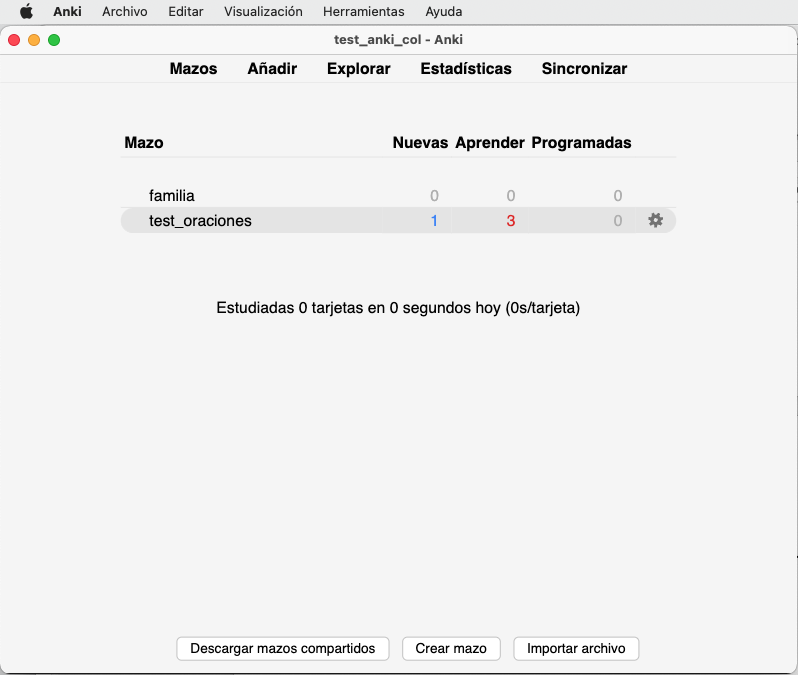 Anki Archivo Editar Visualización Herramientas Ayuda
test_anki_col - Anki
Mazos Añadir Explorar Estadísticas Sincronizar
Mazo Nuevas Aprender Programadas
familia 0 0 0
test_oraciones 1 3 0
Estudiadas 0 tarjetas en 0 segundos hoy (0s/tarjeta)
Descargar mazos compartidos Crear mazo Importar archivo